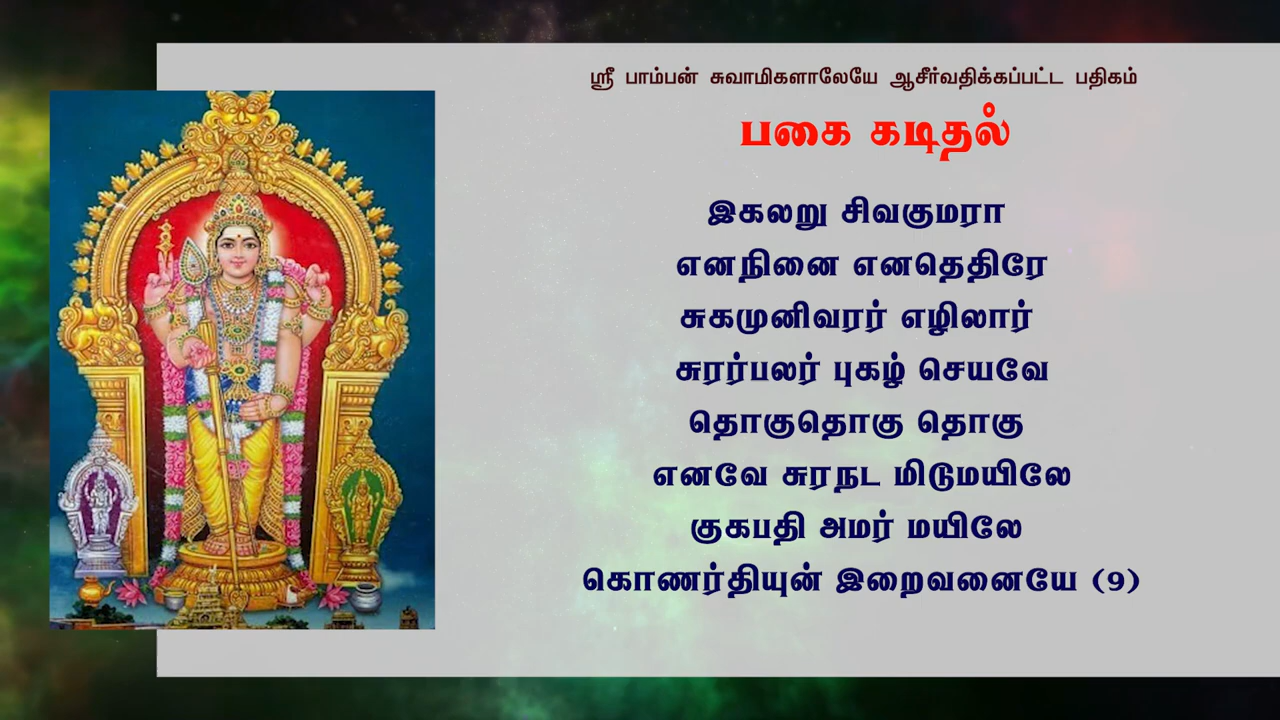 ஸ்ரீ பாம்பன் சுவாமிகளாலேயே ஆசீர்வதிக்கப்பட்ட பதிகம்
பகை கடிதல்
இகலறு சிவகுமரா
எனநினை எனதெதிரே
சுகமுனிவரர் எழிலார்
சுரர்பலர் புகழ் செயவே
தொகுதொகு தொகு
எனவே சுரநட மிடுமயிலே
குகபதி அமர் மயிலே
கொணர்தியுன் இறைவனையே (9)